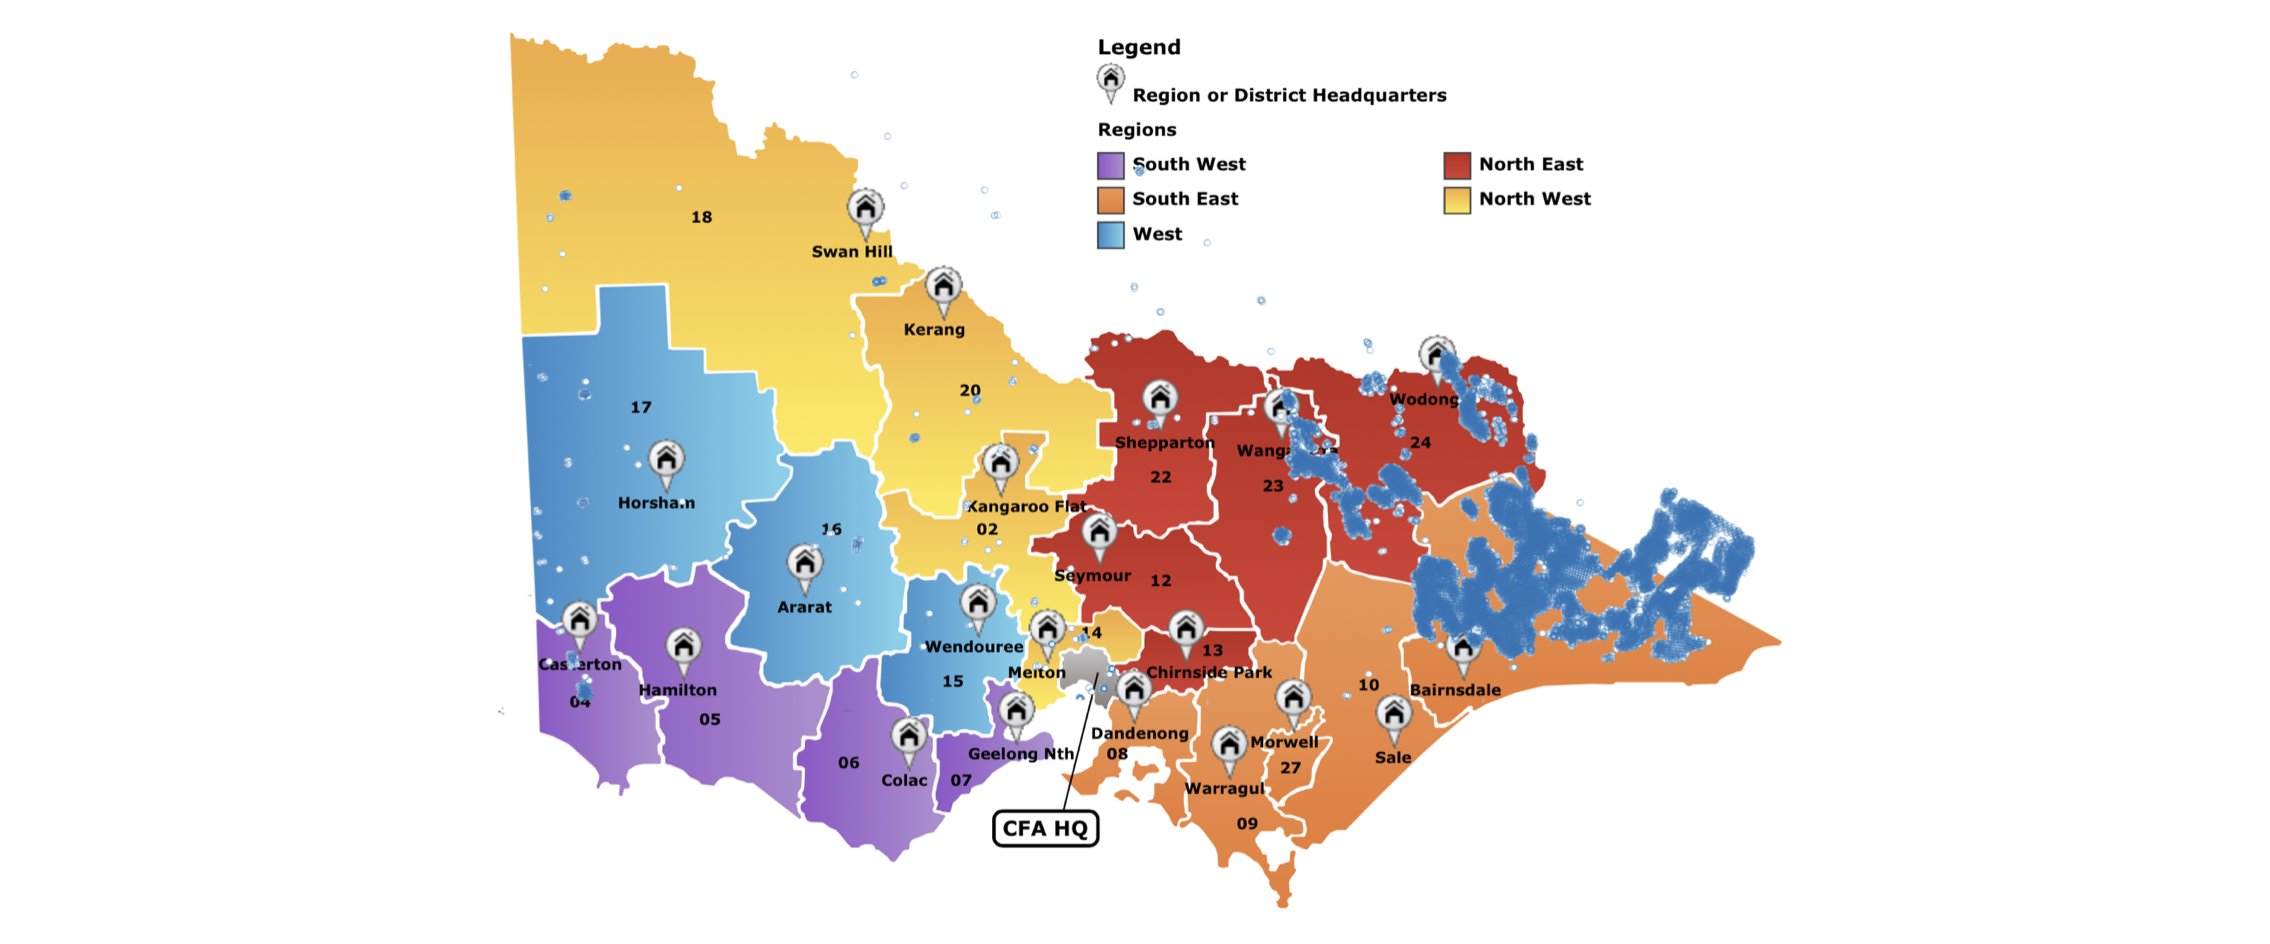 Legend
Region or District Headquarters
Regions
South West
North East
South East
North West
West
18
Swan Hill
Kerang
20
17
Wodong
24
Shepparton
22
23
Horsham
Kangaroo Flat
02
16
Seymour
12
Ararat
14
Wendouree
13
Casterton
Melton
Chirnside Park
15
10
Hamilton
Bairnsdale
04
05
Dandenong
08
Morwell
Geelong Nth
Sale
06
27
Colac
07
Warragul
09
CFA HQ